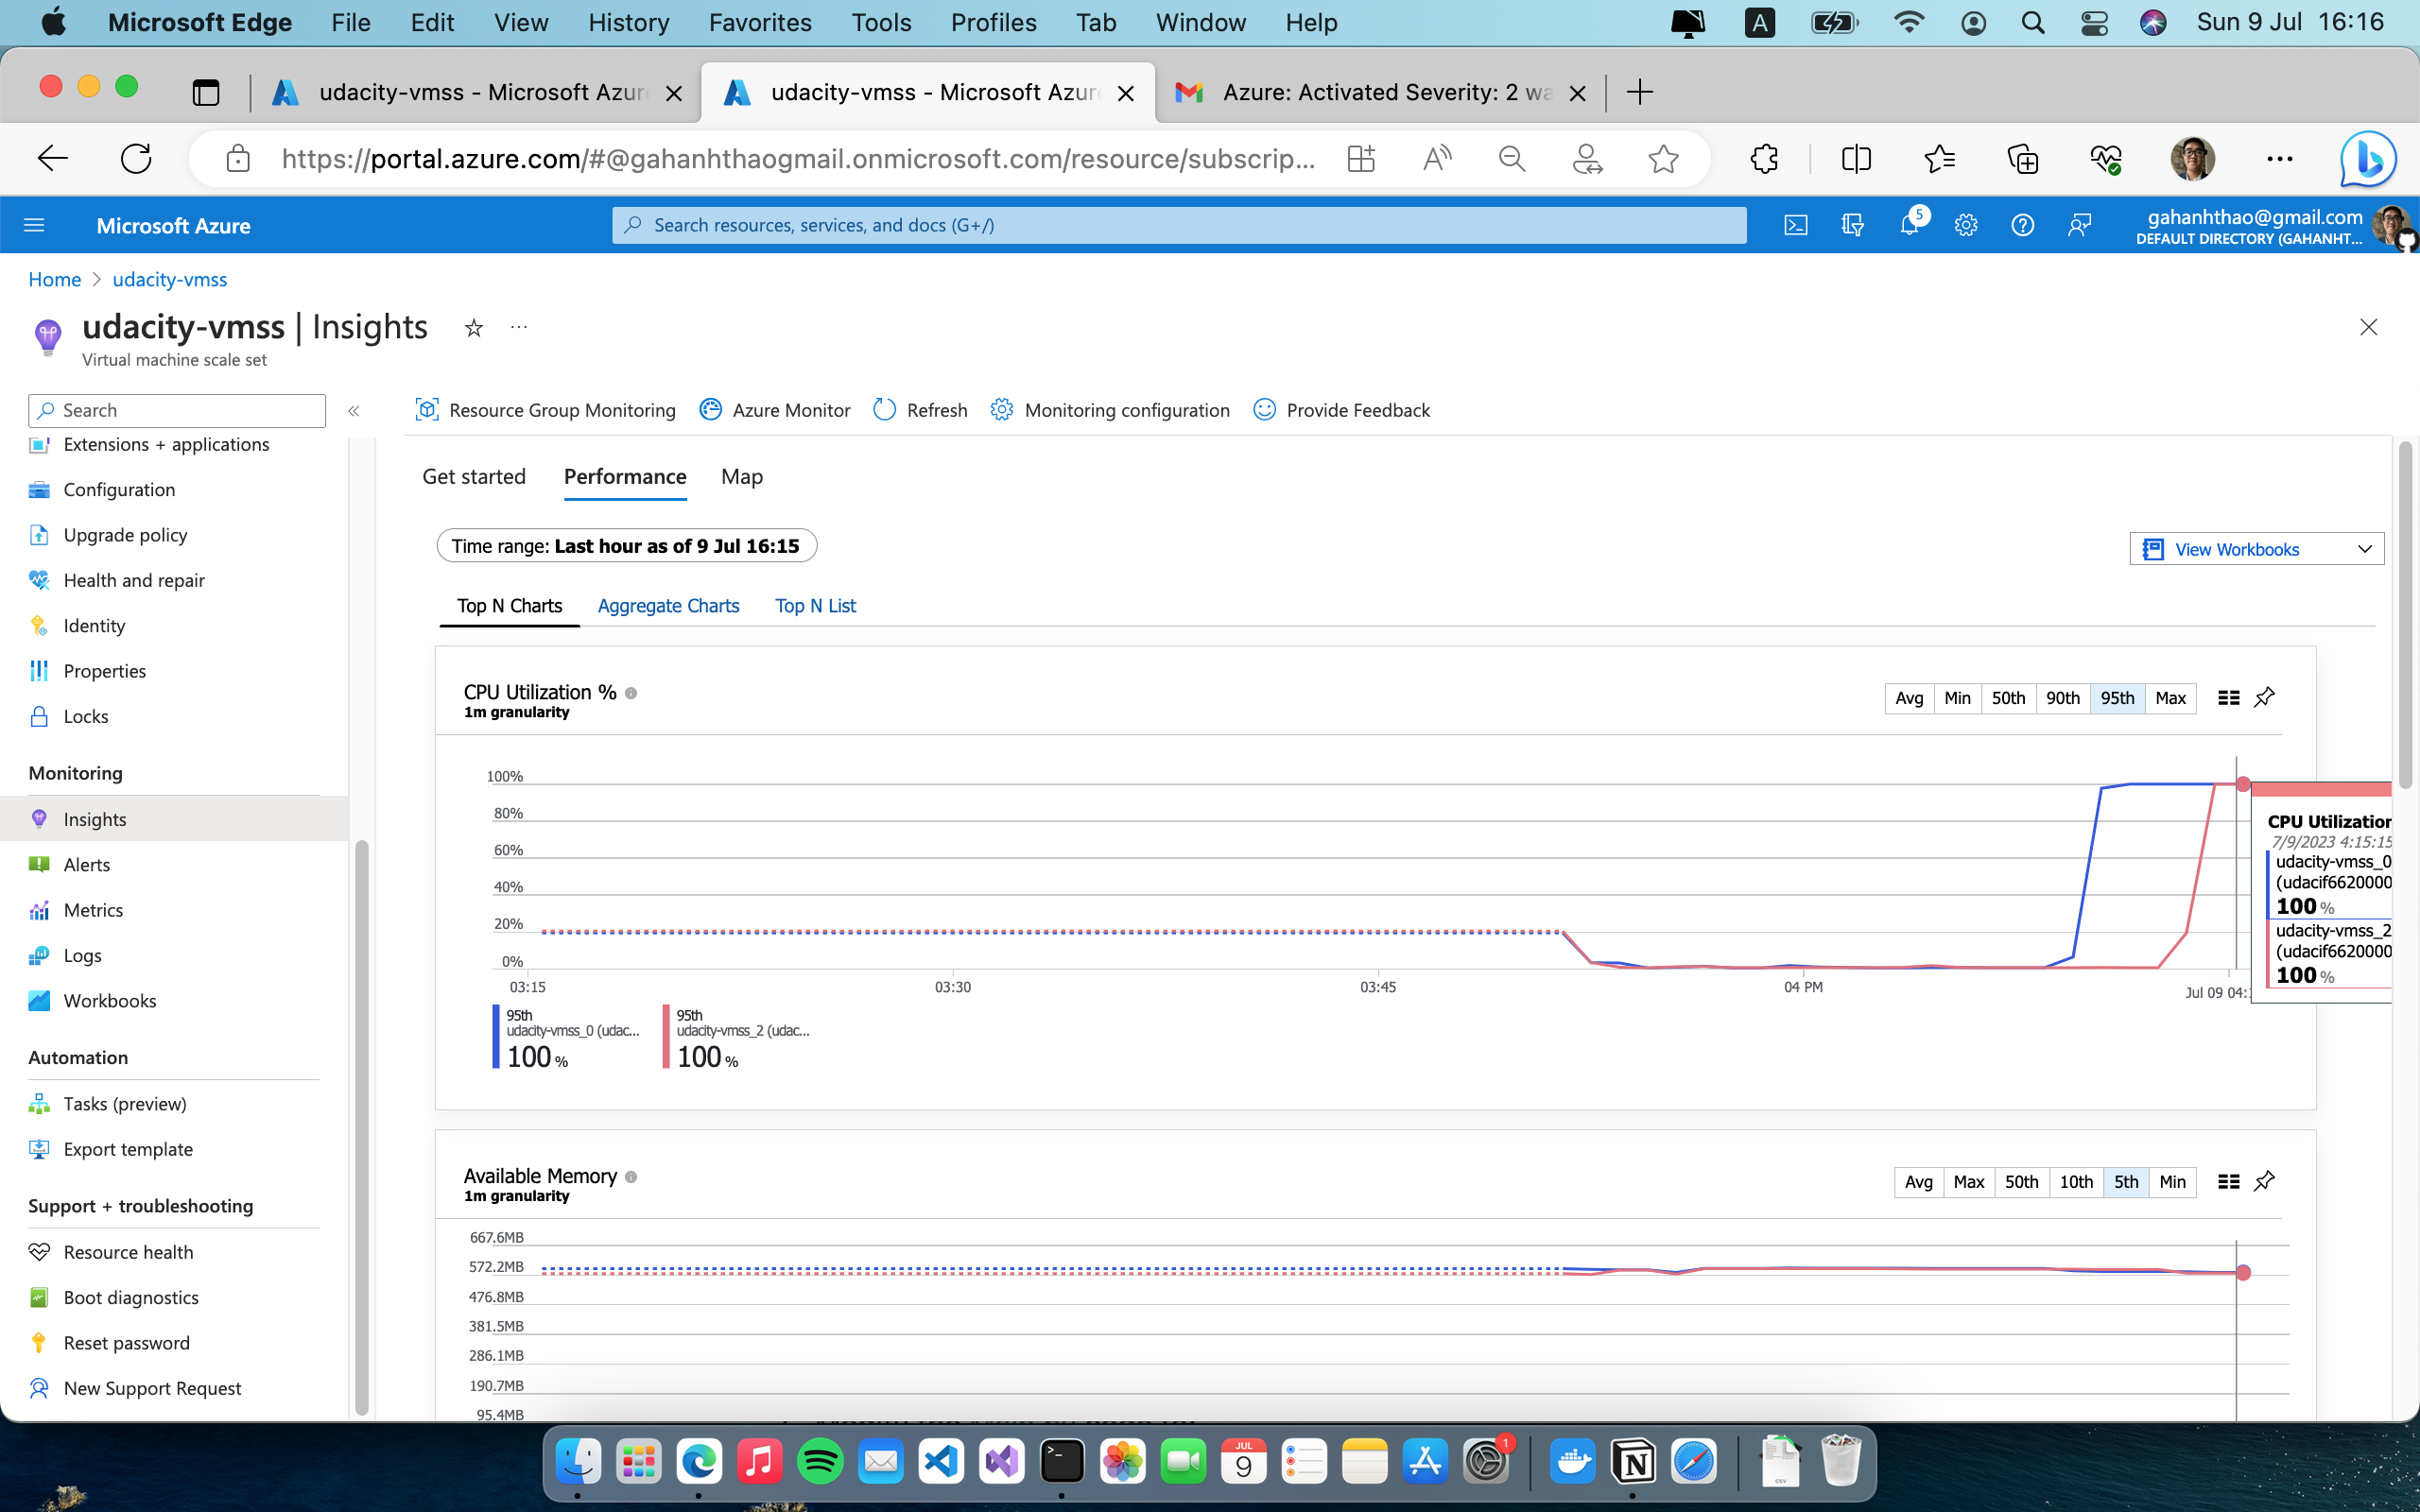 Microsoft Edge File Edit View History Favorites Tools Profiles Tab Window Help A Sun 9 Jul 16:16
udacity-vmss - Microsoft Azur udacity-vmss - Microsoft Azur Azure: Activated Severity: 2 wa
https://portal.azure.com/#@gahanhthaogmail.onmicrosoft.com/resource/subscrip...
Microsoft Azure
Search resources, services, and docs (G+/)
5
gahanhthao@gmail.com
DEFAULT DIRECTORY (GAHANHT...
Home > udacity-vmss
udacity-vmss | Insights
Virtual machine scale set
Search
Extensions + applications
Configuration
Upgrade policy
Health and repair
Identity
Properties
Locks
Monitoring
Insights
Alerts
Metrics
Logs
Workbooks
Automation
Tasks (preview)
Export template
Support + troubleshooting
Resource health
Boot diagnostics
Reset password
New Support Request
Resource Group Monitoring Azure Monitor Refresh Monitoring configuration Provide Feedback
Get started Performance Map
Time range: Last hour as of 9 Jul 16:15
View Workbooks
Top N Charts Aggregate Charts Top N List
CPU Utilization %
1m granularity
Avg Min 50th 90th 95th Max
100%
80%
60%
40%
20%
0%
03:15 03:30 03:45 04 PM Jul 09 04:
CPU Utilization
7/9/2023 4:15:15
udacity-vmss_0
(udacif6620000
100 %
udacity-vmss_2
(udacif6620000
100 %
95th
udacity-vmss_0 (udac...
100 %
95th
udacity-vmss_2 (udac...
100 %
Available Memory
1m granularity
Avg Max 50th 10th 5th Min
667.6MB
572.2MB
476.8MB
381.5MB
286.1MB
190.7MB
95.4MB
JUL
9
1
CSV